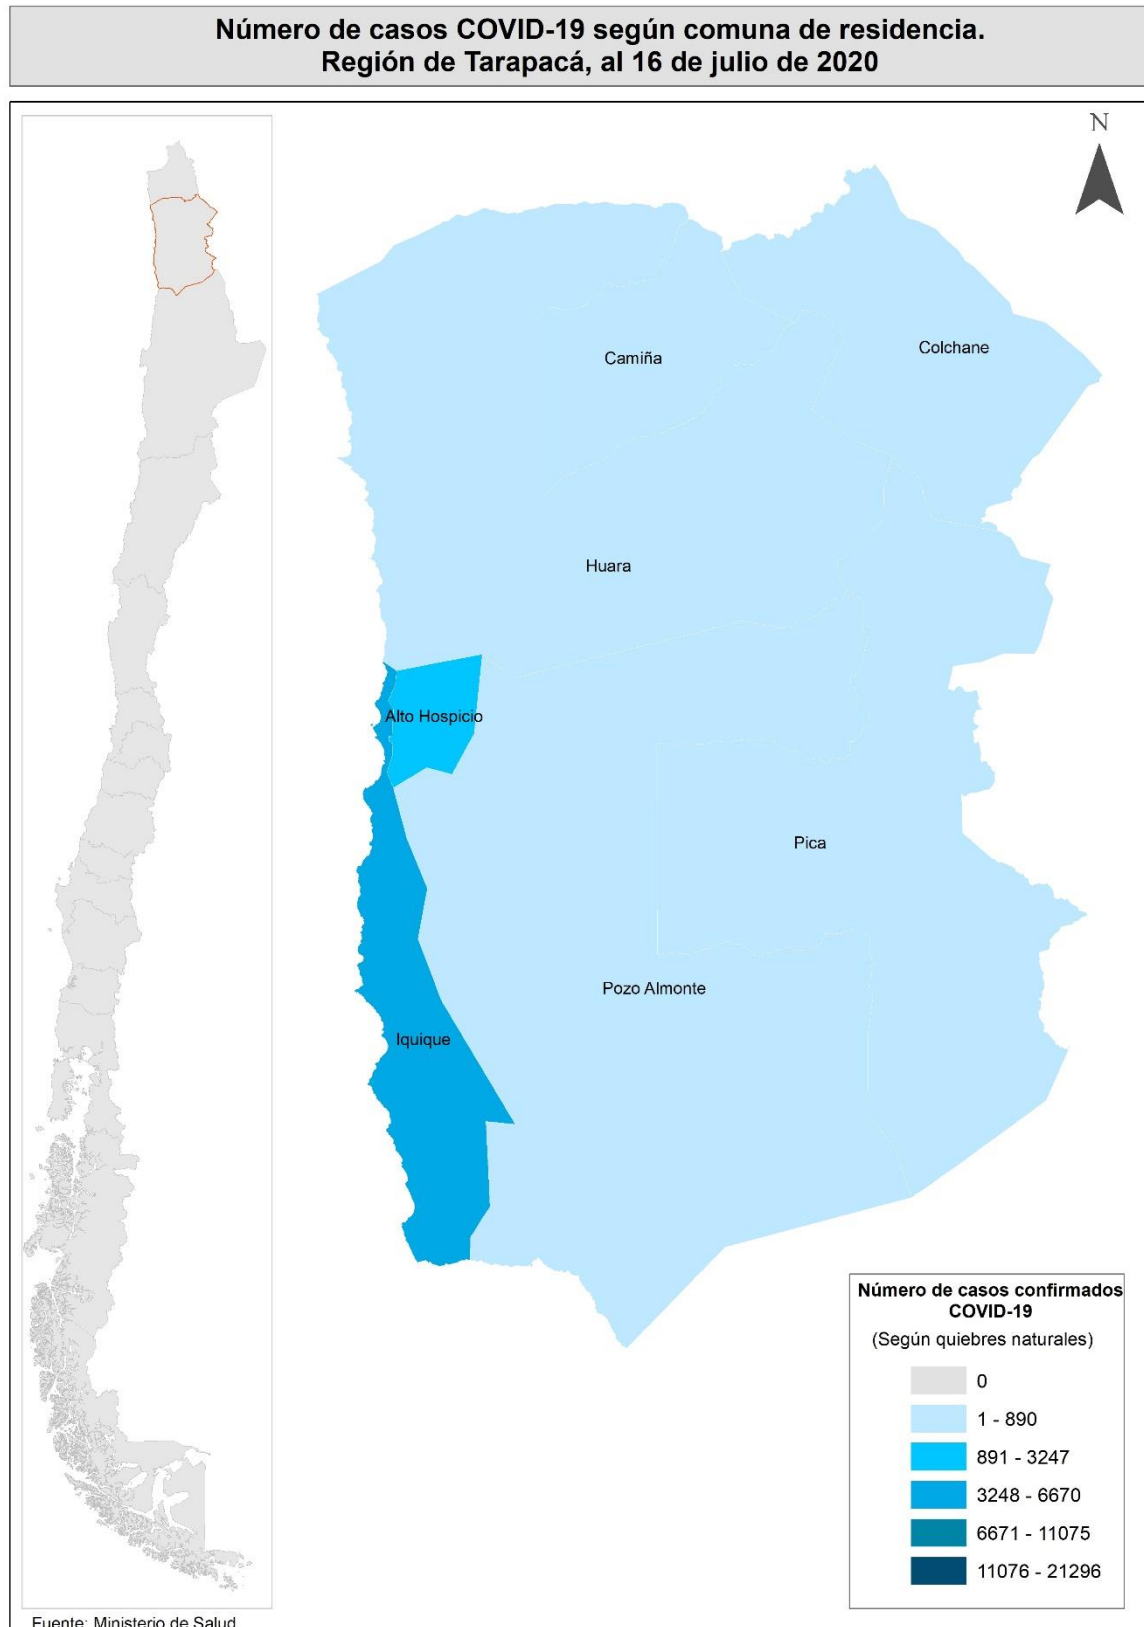 Número de casos COVID-19 según comuna de residencia.
Región de Tarapacá, al 16 de julio de 2020
N
Camiña
Colchane
Huara
Alto Hospicio
Pica
Pozo Almonte
Iquique
Número de casos confirmados
COVID-19
(Según quiebres naturales)
0
1 - 890
891 - 3247
3248 - 6670
6671 - 11075
11076 - 21296
Fuente: Ministerio de Salud